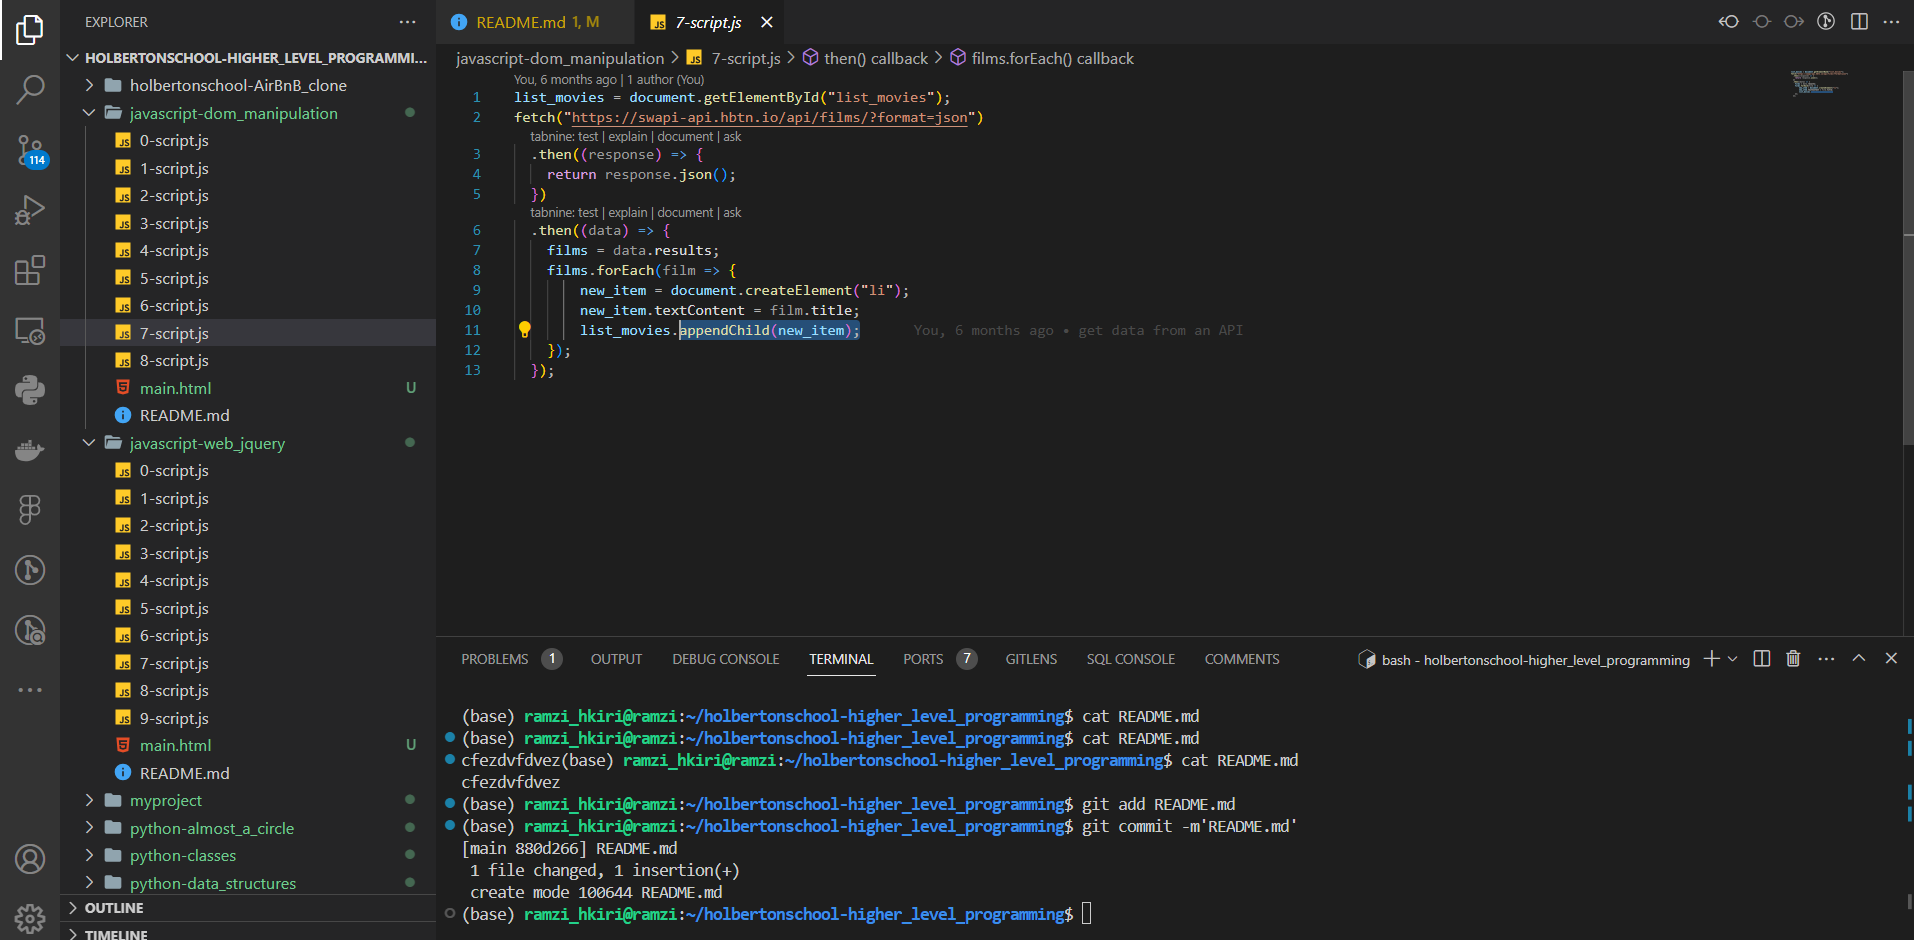 EXPLORER
HOLBERTONSCHOOL-HIGHER_LEVEL_PROGRAMMI...
holbertonschool-AirBnB_clone
javascript-dom_manipulation
0-script.js
1-script.js
2-script.js
3-script.js
4-script.js
5-script.js
6-script.js
7-script.js
8-script.js
main.html U
README.md
javascript-web_jquery
0-script.js
1-script.js
2-script.js
3-script.js
4-script.js
5-script.js
6-script.js
7-script.js
8-script.js
9-script.js
main.html U
README.md
myproject
python-almost_a_circle
python-classes
python-data_structures
OUTLINE
TIMELINE
114
README.md 1, M
7-script.js
javascript-dom_manipulation > JS 7-script.js > then() callback > films.forEach() callback
You, 6 months ago | 1 author (You)
1 list_movies = document.getElementById("list_movies");
2 fetch("https://swapi-api.hbtn.io/api/films/?format=json")
tabnine: test | explain | document | ask
3 .then((response) => {
4 return response.json();
5 })
tabnine: test | explain | document | ask
6 .then((data) => {
7 films = data.results;
8 films.forEach(film => {
9 new_item = document.createElement("li");
10 new_item.textContent = film.title;
11 list_movies.appendChild(new_item); You, 6 months ago • get data from an API
12 });
13 });
PROBLEMS 1 OUTPUT DEBUG CONSOLE TERMINAL PORTS 7 GITLENS SQL CONSOLE COMMENTS
bash - holbertonschool-higher_level_programming
(base) ramzi_hkiri@ramzi:~/holbertonschool-higher_level_programming$ cat README.md
(base) ramzi_hkiri@ramzi:~/holbertonschool-higher_level_programming$ cat README.md
cfezdvfdvez(base) ramzi_hkiri@ramzi:~/holbertonschool-higher_level_programming$ cat README.md
cfezdvfdvez
(base) ramzi_hkiri@ramzi:~/holbertonschool-higher_level_programming$ git add README.md
(base) ramzi_hkiri@ramzi:~/holbertonschool-higher_level_programming$ git commit -m'README.md'
[main 880d266] README.md
1 file changed, 1 insertion(+)
create mode 100644 README.md
(base) ramzi_hkiri@ramzi:~/holbertonschool-higher_level_programming$